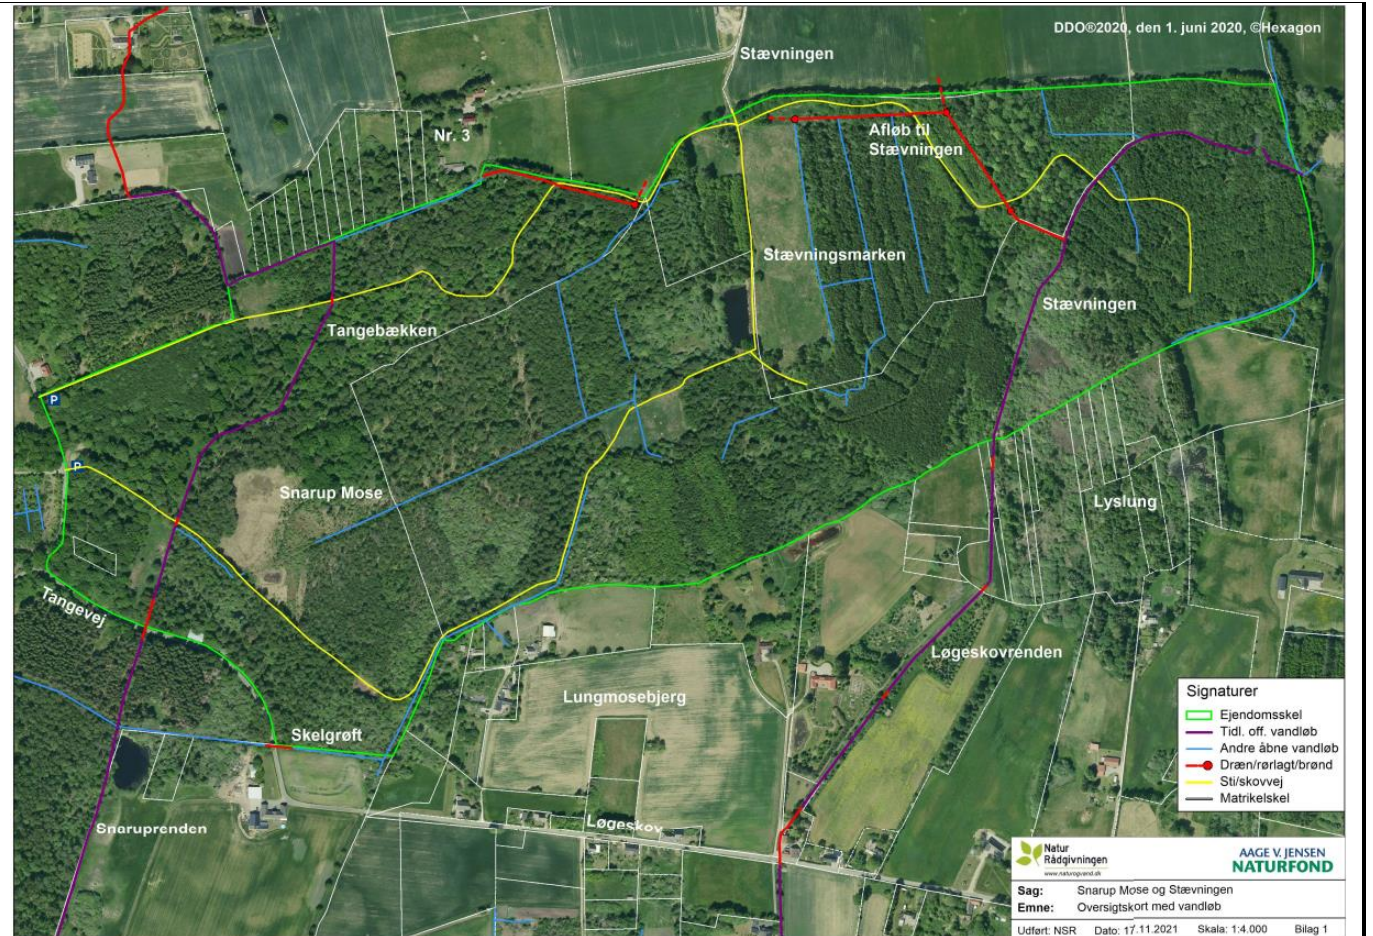 DDO®2020, den 1. juni 2020, ©Hexagon
Stævningen
Nr. 3
Afløb til
Stævningen
Stævningsmarken
Stævningen
Tangebækken
P
P
Snarup Mose
Lyslung
Tangevej
Løgeskovrenden
Lungmosebjerg
Skelgrøft
Snaruprenden
Løgeskov
Signaturer
Ejendomsskel
Tidl. off. vandløb
Andre åbne vandløb
Dræn/rørlagt/brønd
Sti/skovvej
Matrikelskel
Natur
Rådgivningen
www.naturogvand.dk
AAGE V. JENSEN
NATURFOND
Sag: Snarup Mose og Stævningen
Emne: Oversigtskort med vandløb
Udført: NSR Dato: 17.11.2021 Skala: 1:4.000 Bilag 1